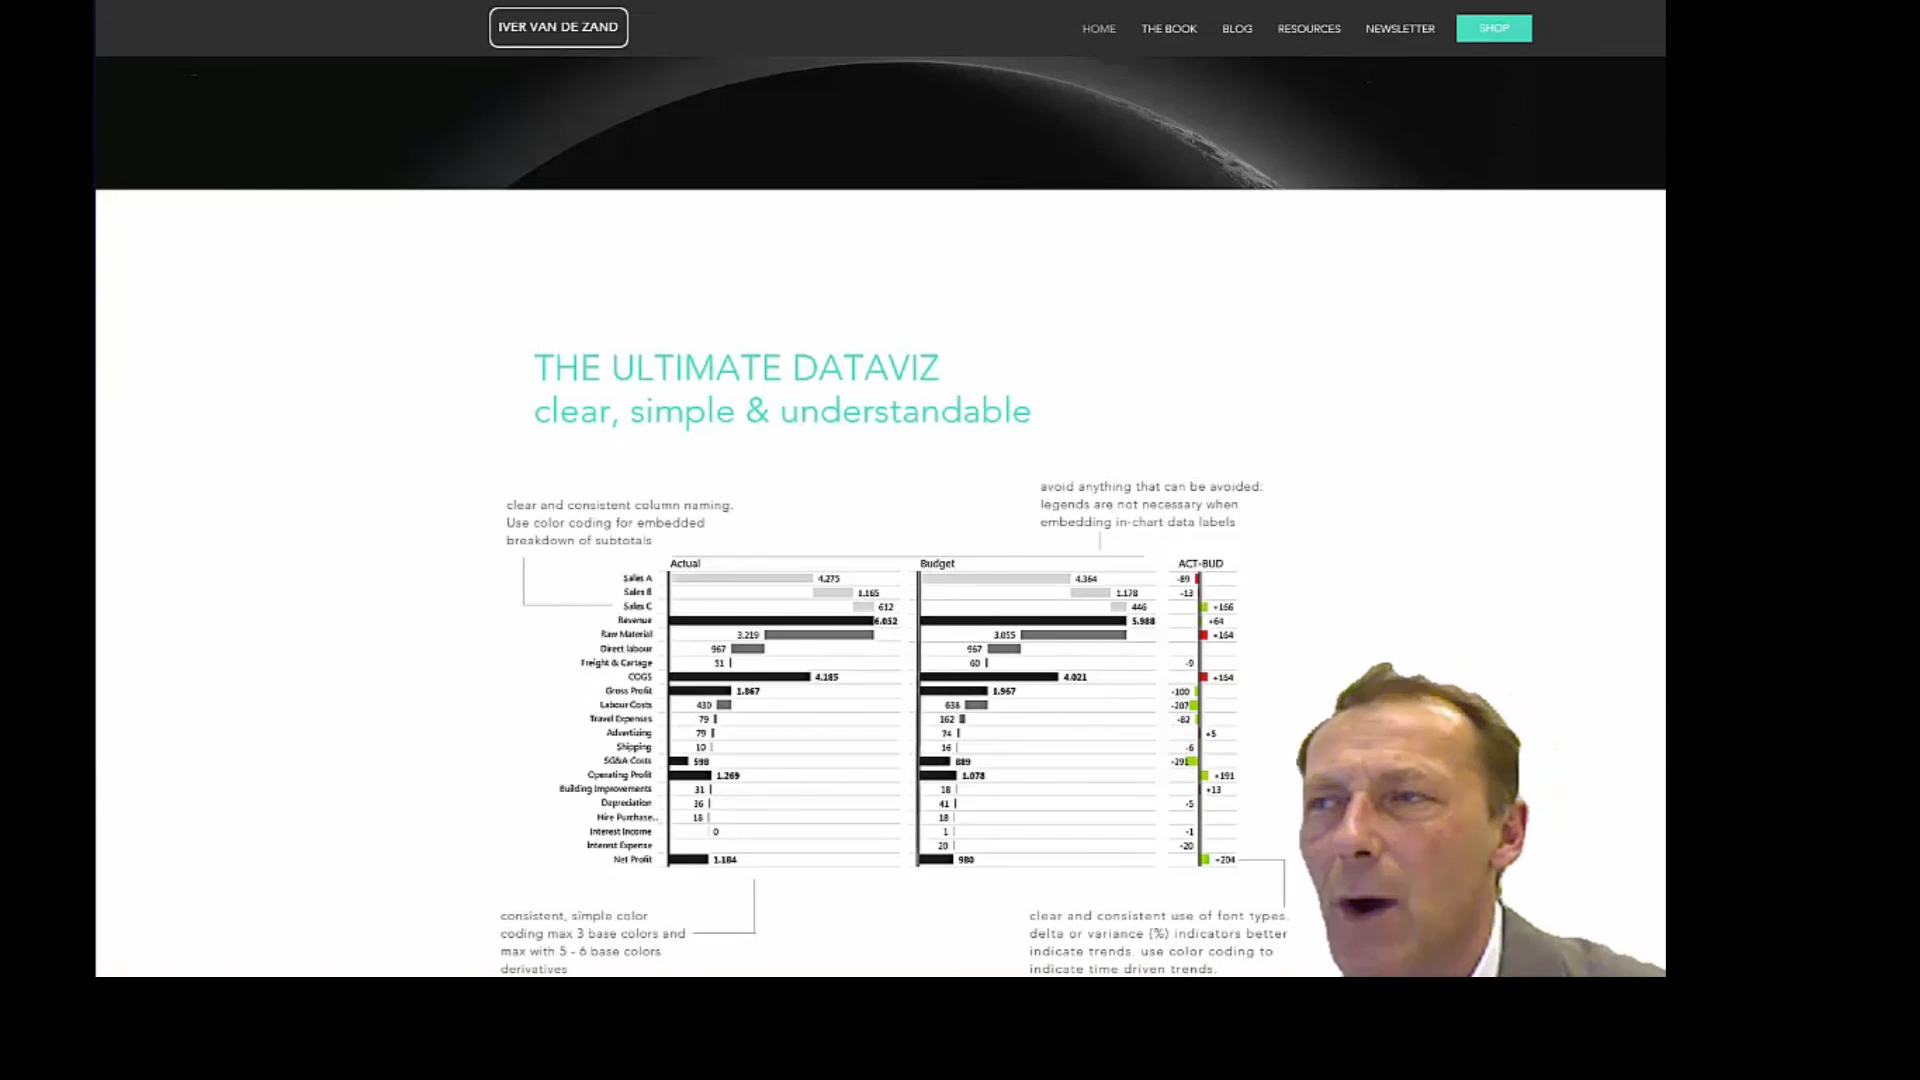 IVER VAN DE ZAND
HOME THE BOOK BLOG RESOURCES NEWSLETTER SHOP
THE ULTIMATE DATAVIZ
clear, simple & understandable
avoid anything that can be avoided:
legends are not necessary when
embedding in-chart data labels
clear and consistent column naming.
Use color coding for embedded
breakdown of subtotals
Actual Budget ACT-BUD
Sales A 4.275 4.364 -89
Sales B 1.165 1.178 -13
Sales C 612 446 +166
Revenue 6.052 5.988 +64
Raw Material 3.219 3.055 +164
Direct labour 967 967
Freight & Cartage 51 60 -9
COGS 4.185 4.021 +164
Gross Profit 1.867 1.967 -100
Labour Costs 430 638 -207
Travel Expenses 79 162 -82
Advertizing 79 74 +5
Shipping 10 16 -6
SG&A Costs 598 889 -291
Operating Profit 1.269 1.078 +191
Building Improvements 31 18 +13
Depreciation 36 41 -5
Hire Purchase.. 18 18
Interest Income 0 1 -1
Interest Expense 20 -20
Net Profit 1.184 980 +204
consistent, simple color
coding max 3 base colors and
max with 5 - 6 base colors
derivatives
clear and consistent use of font types.
delta or variance (%) indicators better
indicate trends. use color coding to
indicate time driven trends.